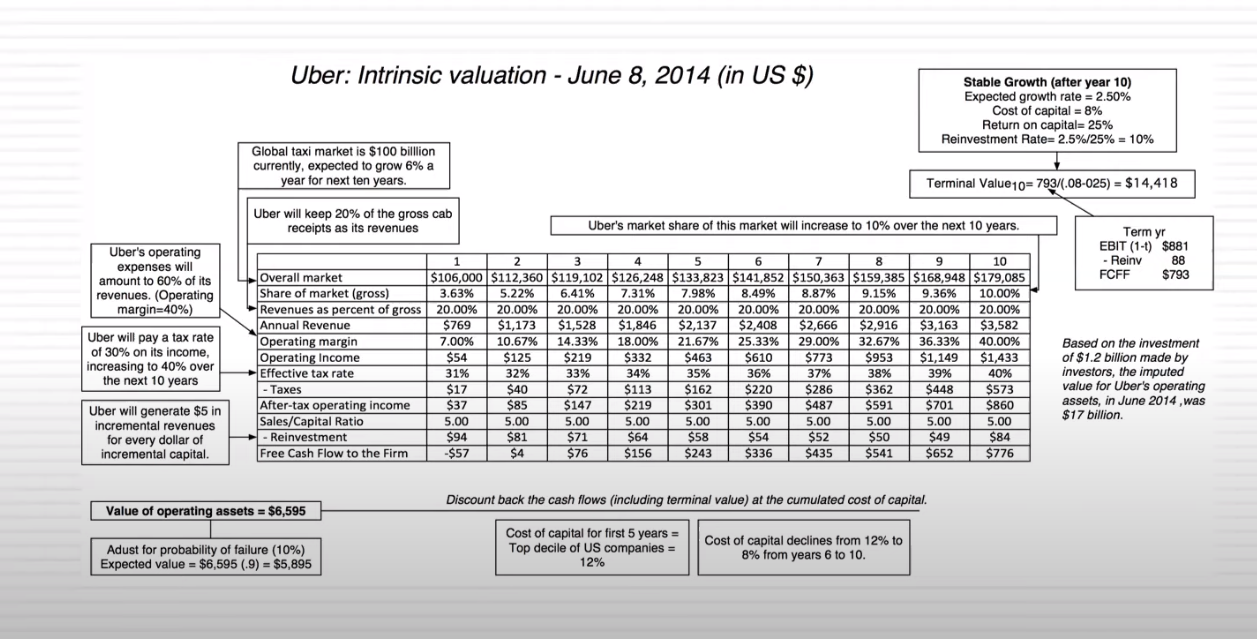 Uber: Intrinsic valuation - June 8, 2014 (in US $)
Stable Growth (after year 10)
Expected growth rate = 2.50%
Cost of capital = 8%
Return on capital= 25%
Reinvestment Rate= 2.5%/25% = 10%
Global taxi market is $100 billlion
currently, expected to grow 6% a
year for next ten years.
Terminal Value10= 793/(.08-025) = $14,418
Uber will keep 20% of the gross cab
receipts as its revenues
Uber's market share of this market will increase to 10% over the next 10 years.
Term yr
EBIT (1-t) $881
- Reinv 88
FCFF $793
Uber's operating
expenses will
amount to 60% of its
revenues. (Operating
margin=40%)
Uber will pay a tax rate
of 30% on its income,
increasing to 40% over
the next 10 years
Uber will generate $5 in
incremental revenues
for every dollar of
incremental capital.
1 2 3 4 5 6 7 8 9 10
Overall market $106,000 $112,360 $119,102 $126,248 $133,823 $141,852 $150,363 $159,385 $168,948 $179,085
Share of market (gross) 3.63% 5.22% 6.41% 7.31% 7.98% 8.49% 8.87% 9.15% 9.36% 10.00%
Revenues as percent of gross 20.00% 20.00% 20.00% 20.00% 20.00% 20.00% 20.00% 20.00% 20.00% 20.00%
Annual Revenue $769 $1,173 $1,528 $1,846 $2,137 $2,408 $2,666 $2,916 $3,163 $3,582
Operating margin 7.00% 10.67% 14.33% 18.00% 21.67% 25.33% 29.00% 32.67% 36.33% 40.00%
Operating Income $54 $125 $219 $332 $463 $610 $773 $953 $1,149 $1,433
Effective tax rate 31% 32% 33% 34% 35% 36% 37% 38% 39% 40%
- Taxes $17 $40 $72 $113 $162 $220 $286 $362 $448 $573
After-tax operating income $37 $85 $147 $219 $301 $390 $487 $591 $701 $860
Sales/Capital Ratio 5.00 5.00 5.00 5.00 5.00 5.00 5.00 5.00 5.00 5.00
- Reinvestment $94 $81 $71 $64 $58 $54 $52 $50 $49 $84
Free Cash Flow to the Firm -$57 $4 $76 $156 $243 $336 $435 $541 $652 $776
Based on the investment
of $1.2 billion made by
investors, the imputed
value for Uber's operating
assets, in June 2014 ,was
$17 billion.
Discount back the cash flows (including terminal value) at the cumulated cost of capital.
Value of operating assets = $6,595
Adust for probability of failure (10%)
Expected value = $6,595 (.9) = $5,895
Cost of capital for first 5 years =
Top decile of US companies =
12%
Cost of capital declines from 12% to
8% from years 6 to 10.